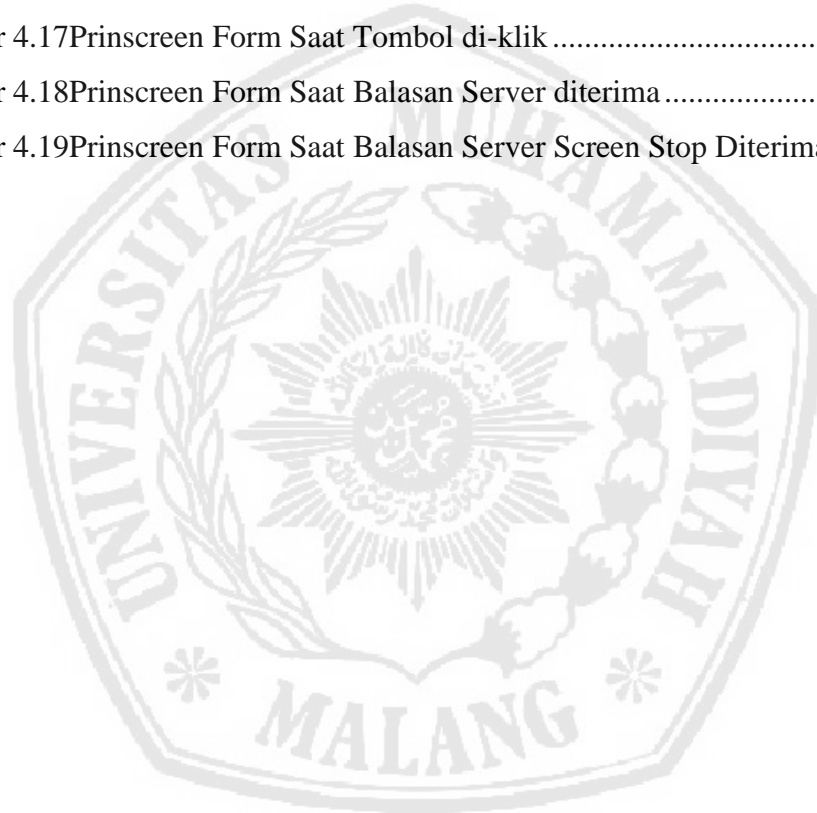 r 4.17Prinscreen Form Saat Tombol di-klik .................................
r 4.18Prinscreen Form Saat Balasan Server diterima ...................
r 4.19Prinscreen Form Saat Balasan Server Screen Stop Diterima
UNIVERSITAS MUHAMMADIYAH
MALANG